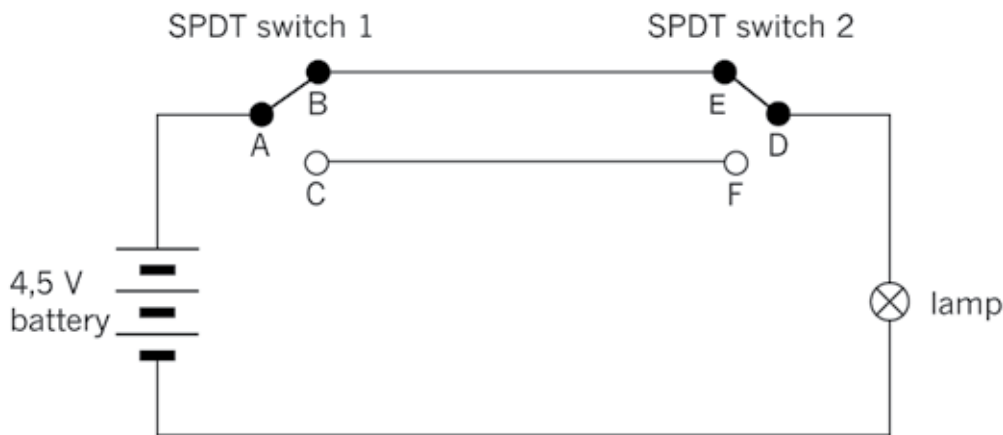 SPDT switch 1
SPDT switch 2
B
E
A
D
C
F
4,5 V
battery
lamp